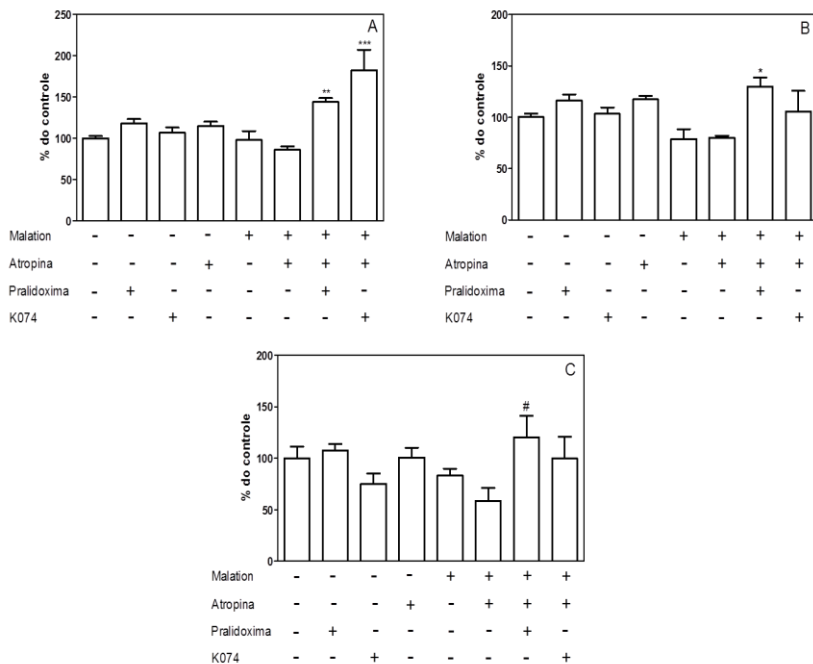 A
250
200
150
100
50
0
% do controle
** ***
Malation - - - - + + + +
Atropina - - - + - + + +
Pralidoxima - + - - - - + -
K074 - - + - - - - +
B
200
150
100
50
0
% do controle
*
Malation - - - - + + + +
Atropina - - - + - + + +
Pralidoxima - + - - - - + -
K074 - - + - - - - +
C
200
150
100
50
0
% do controle
#
Malation - - - - + + + +
Atropina - - - + - + + +
Pralidoxima - + - - - - + -
K074 - - + - - - - +